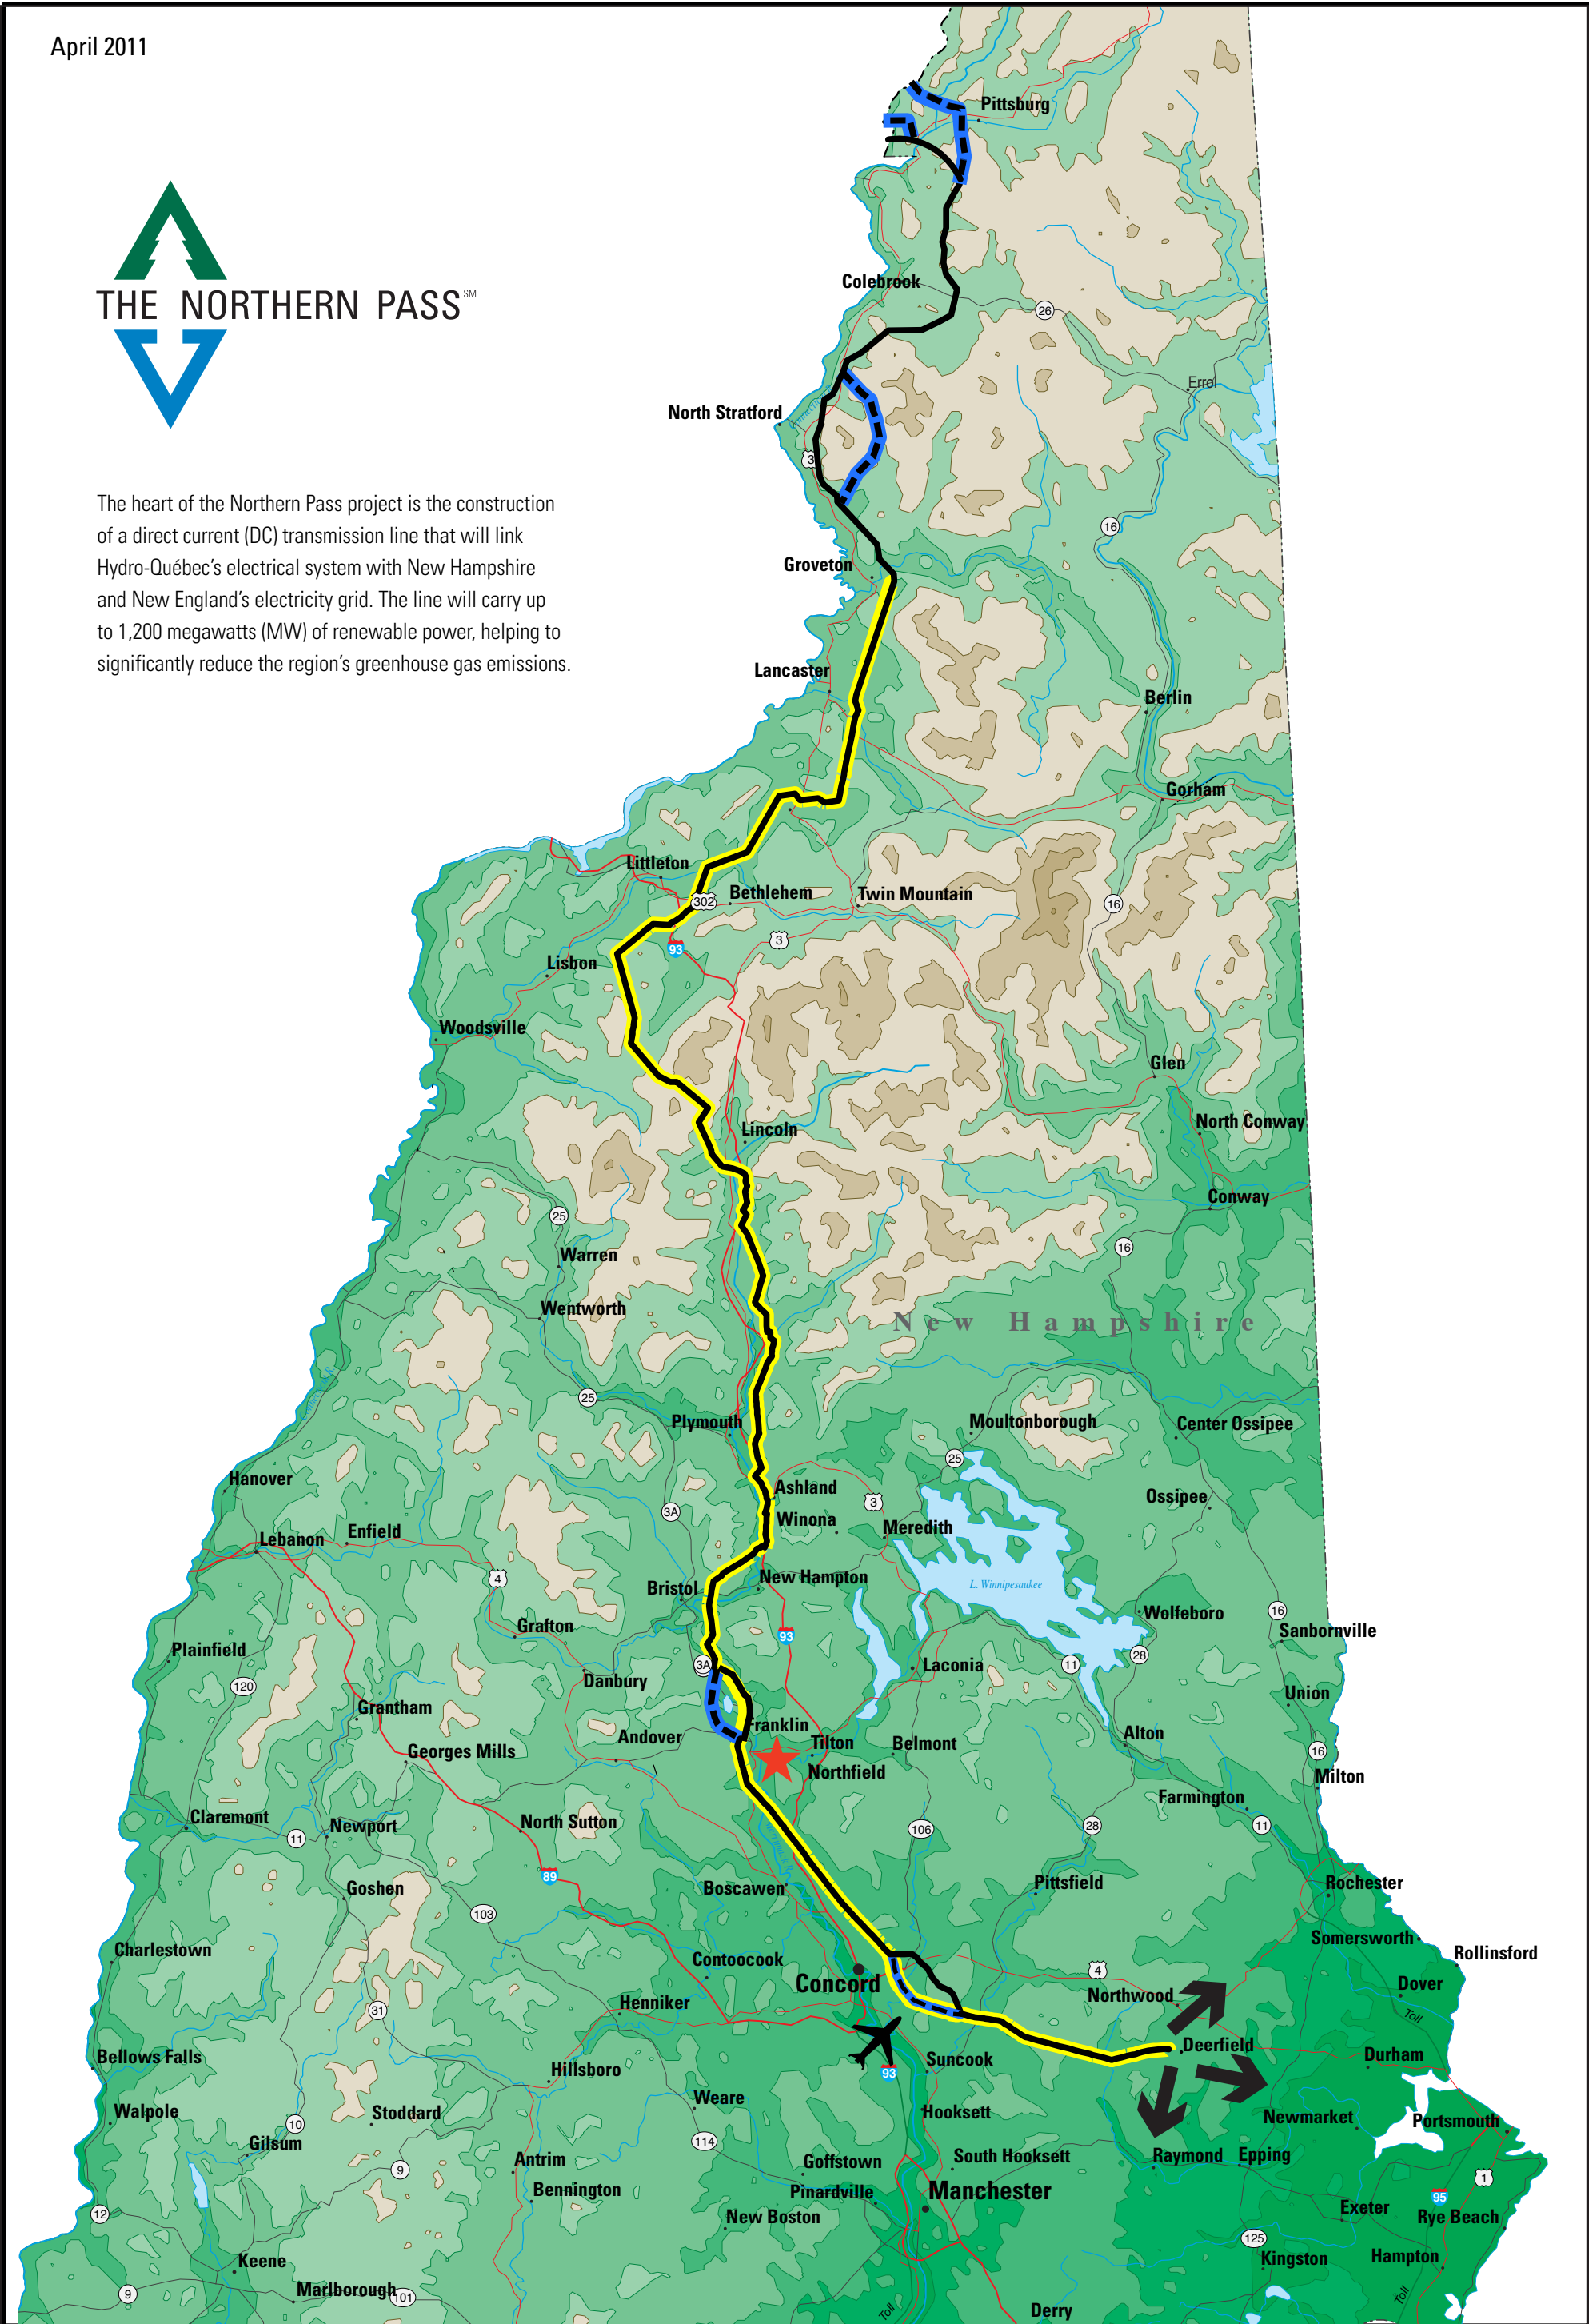 April 2011
Pittsburg
THE NORTHERN PASS SM
Colebrook
26
Errol
North Stratford
3
The heart of the Northern Pass project is the construction
of a direct current (DC) transmission line that will link
Hydro-Québec’s electrical system with New Hampshire
and New England’s electricity grid. The line will carry up
to 1,200 megawatts (MW) of renewable power, helping to
significantly reduce the region’s greenhouse gas emissions.
16
Groveton
Lancaster
Berlin
Gorham
Littleton
Bethlehem
302
Twin Mountain
16
3
93
Lisbon
Woodsville
Glen
North Conway
Lincoln
Conway
25
16
Warren
Wentworth
New Hampshire
25
Plymouth
Moultonborough
Center Ossipee
25
Hanover
Ashland
3
Ossipee
3A
Winona
Meredith
Lebanon
Enfield
4
New Hampton
L. Winnipesaukee
Bristol
Wolfeboro
16
Grafton
93
Sanbornville
Plainfield
28
3A
Laconia
11
120
Danbury
Union
Grantham
Franklin
Andover
Tilton
Belmont
Alton
Georges Mills
16
Northfield
Milton
Farmington
Claremont
North Sutton
Newport
11
106
28
11
89
Goshen
Boscawen
Pittsfield
Rochester
103
Charlestown
Somersworth
Rollinsford
Contoocook
4
Concord
Dover
Northwood
Henniker
31
Toll
Deerfield
Bellows Falls
Suncook
Durham
Hillsboro
93
Weare
Walpole
Stoddard
Hooksett
Newmarket
Portsmouth
10
Gilsum
114
Antrim
South Hooksett
Raymond
Epping
9
Goffstown
1
Bennington
Pinardville
Manchester
95
12
New Boston
Exeter
Rye Beach
125
Keene
Kingston
Hampton
9
Marlborough
101
Toll
Toll
Derry